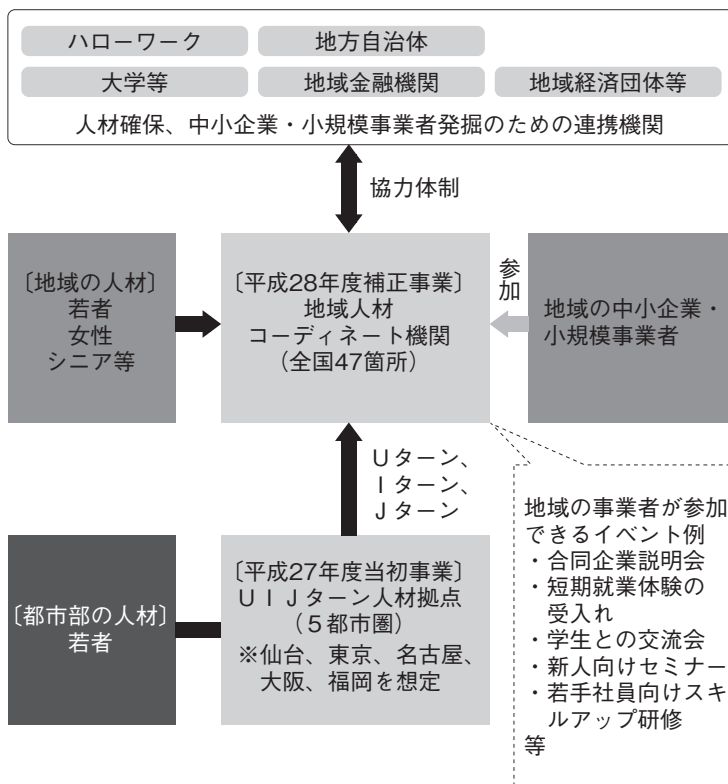 ハローワーク
地方自治体
大学等
地域金融機関
地域経済団体等
人材確保、中小企業・小規模事業者発掘のための連携機関
協力体制
〔地域の人材〕
若者
女性
シニア等
〔平成28年度補正事業〕
地域人材
コーディネート機関
（全国47箇所）
参加
地域の中小企業・
小規模事業者
Ｕターン、
Ｉターン、
Ｊターン
〔都市部の人材〕
若者
〔平成27年度当初事業〕
ＵＩＪターン人材拠点
（５都市圏）
※仙台、東京、名古屋、
大阪、福岡を想定
地域の事業者が参加
できるイベント例
・合同企業説明会
・短期就業体験の
受入れ
・学生との交流会
・新人向けセミナー
・若手社員向けスキ
ルアップ研修
等